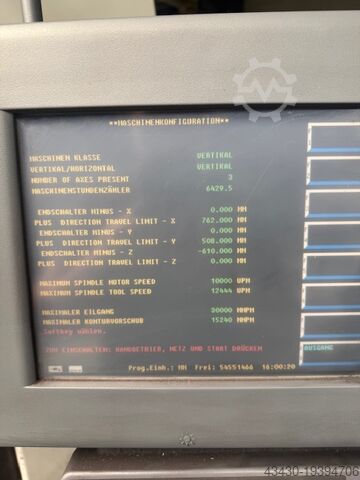 **MASCHINENKONFIGURATION**
MASCHINEN KLASSE VERTIKAL
VERTIKAL/HORIZONTAL VERTIKAL
NUMBER OF AXES PRESENT 3
MASCHINENSTUNDENZÄHLER 6429.5
ENDSCHALTER MINUS - X 0.000 MM
PLUS DIRECTION TRAVEL LIMIT - X 762.000 MM
ENDSCHALTER MINUS - Y 0.000 MM
PLUS DIRECTION TRAVEL LIMIT - Y 508.000 MM
ENDSCHALTER MINUS - Z -610.000 MM
PLUS DIRECTION TRAVEL LIMIT - Z 0.000 MM
MAXIMUM SPINDLE MOTOR SPEED 10000 UPM
MAXIMUM SPINDLE TOOL SPEED 12444 UPM
MAXIMALER EILGANG 30000 MMPM
MAXIMALER KONTURVORSCHUB 15240 MMPM
Softkey wählen.
ZUM EINSCHALTEN: HANDBETRIEB, NETZ UND START DRÜCKEN
AUSGANG
Prog.Einh.: MM Frei: 54551466 16:00:20
43430-19394706